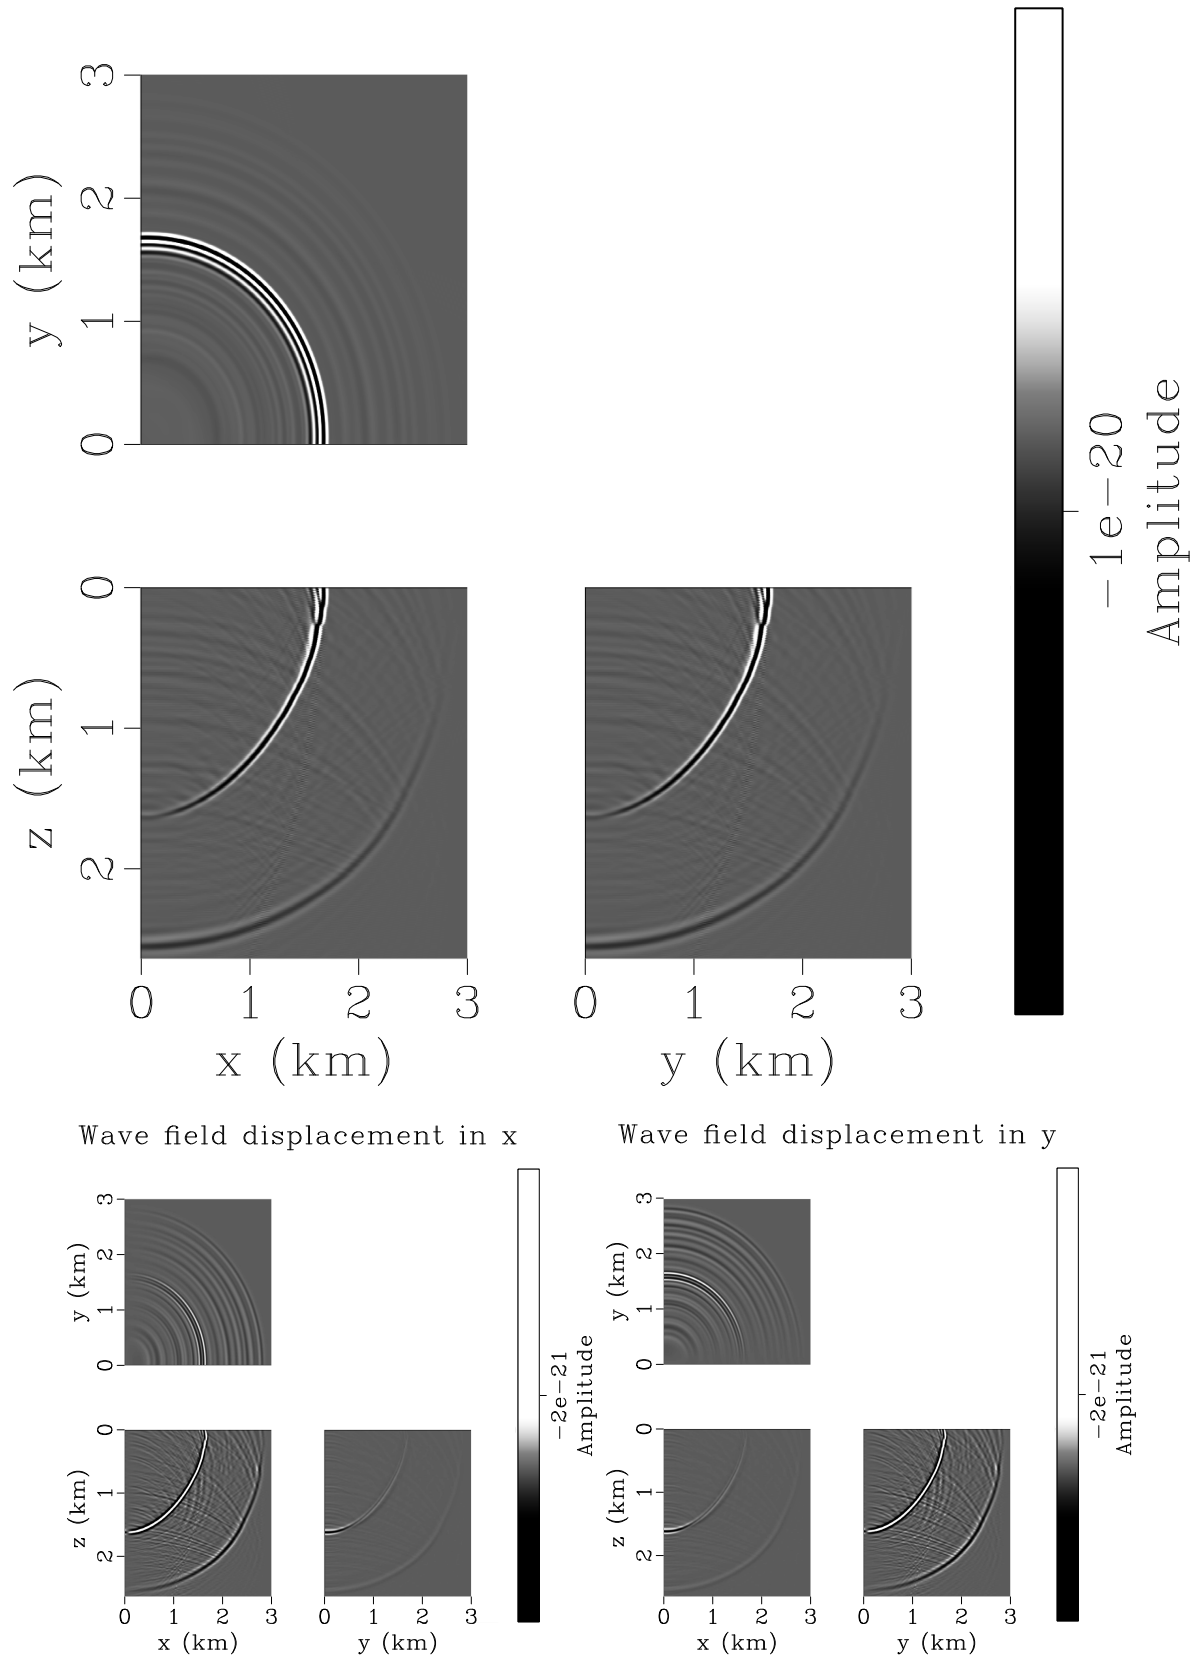 3
2
1
0
y (km)
0
1
2
z (km)
0 1 2 3
x (km)
0 1 2 3
y (km)
−1e−20
Amplitude
Wave field displacement in x
3
2
1
0
y (km)
0
1
2
z (km)
0 1 2 3
x (km)
0 1 2 3
y (km)
−2e−21
Amplitude
Wave field displacement in y
3
2
1
0
y (km)
0
1
2
z (km)
0 1 2 3
x (km)
0 1 2 3
y (km)
−2e−21
Amplitude